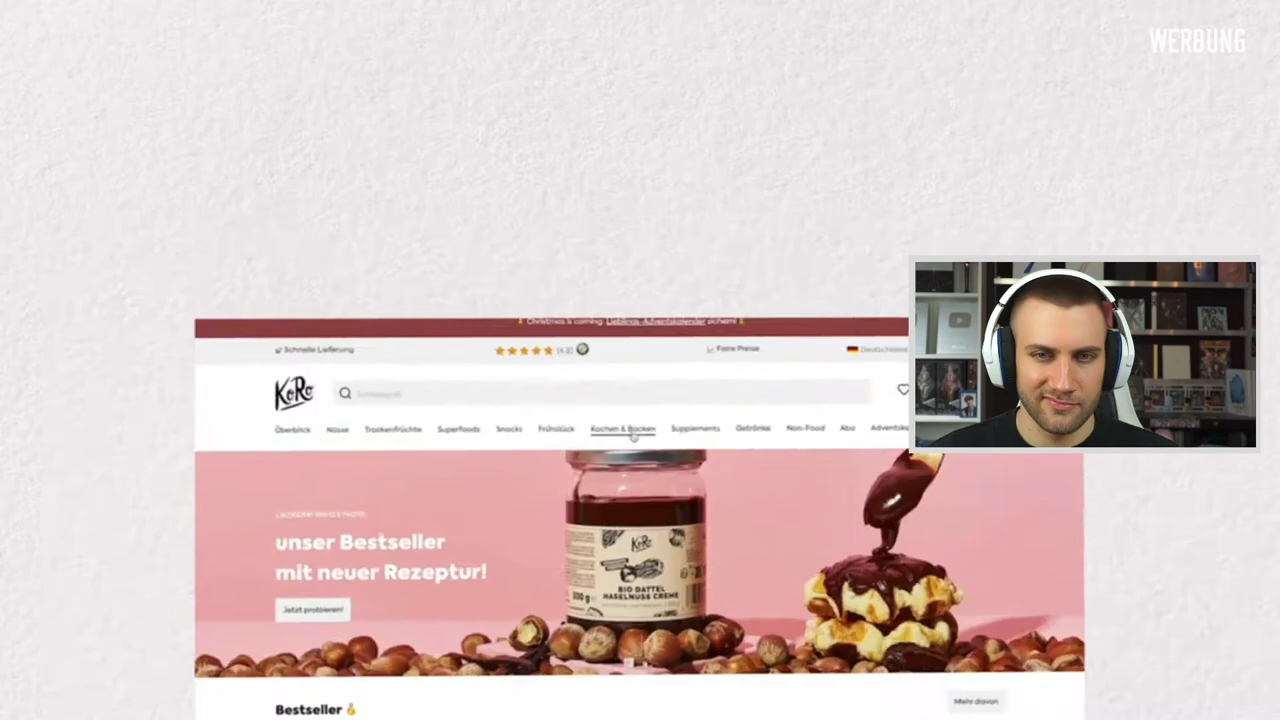 WERBUNG
Christmas is coming: Lieblings-Adventskalender sichern!
Schnelle Lieferung
Faire Preise
KoRo
Überblick Nüsse Trockenfrüchte Superfoods Snacks Frühstück Kochen & Backen Supplements Getränke Non-Food Abo
unser Bestseller
mit neuer Rezeptur!
Jetzt probieren!
KoRo
BIO DATTEL
HASELNUSS CREME
500 g
Bestseller
Mehr davon